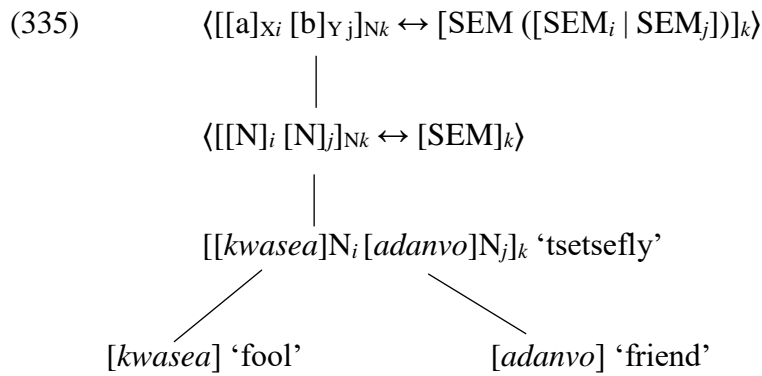 (335) ⟨[[a]Xi [b]Y j]Nk ↔ [SEM ([SEMi | SEMj])]k⟩
⟨[[N]i [N]j]Nk ↔ [SEM]k⟩
[[kwasea]Ni [adanvo]Nj]k ‘tsetsefly’
[kwasea] ‘fool’ [adanvo] ‘friend’